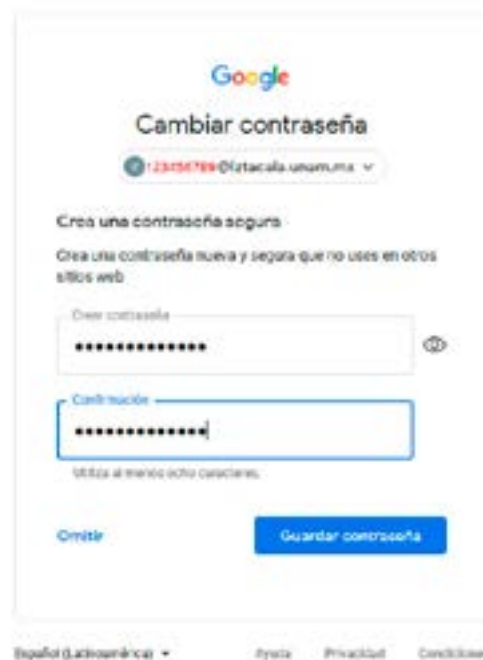 Google
Cambiar contraseña
123456789@iztacala.unam.mx
Crea una contraseña segura
Crea una contraseña nueva y segura que no uses en otros
sitios web
Crear contraseña
•••••••••••••
Confirmación
•••••••••••••
Utiliza al menos ocho caracteres.
Omitir
Guardar contraseña
Español (Latinoamérica)
Ayuda Privacidad Condiciones